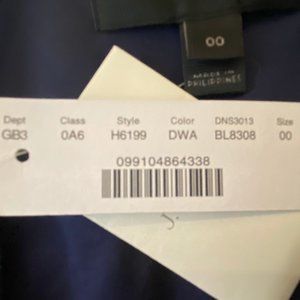 00
MADE IN
PHILIPPINES
Dept Class Style Color DNS3013 Size
GB3 0A6 H6199 DWA BL8308 00
099104864338